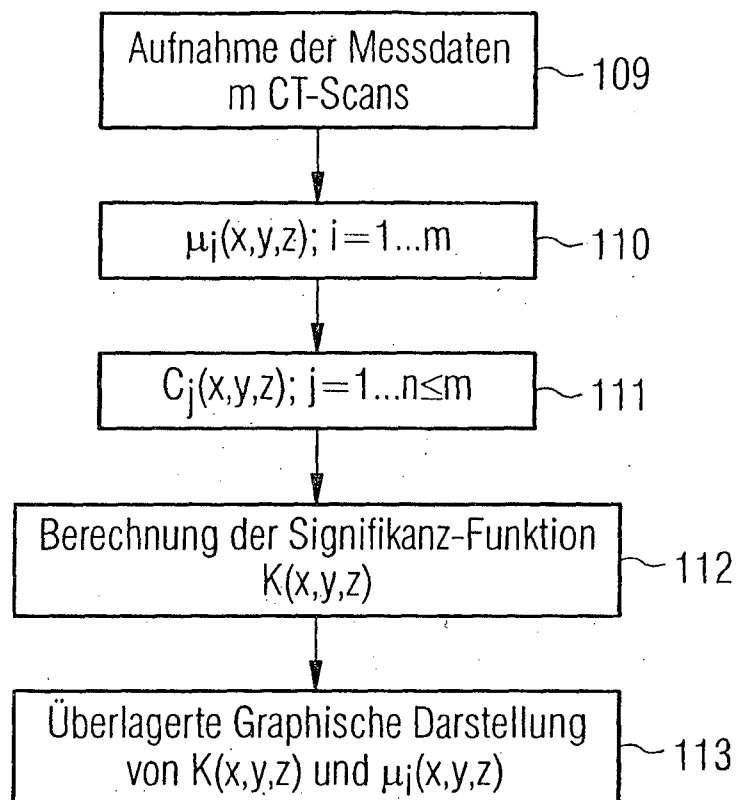 Aufnahme der Messdaten
m CT-Scans
109
μi(x,y,z); i=1...m
110
Cj(x,y,z); j=1...n≤m
111
Berechnung der Signifikanz-Funktion
K(x,y,z)
112
Überlagerte Graphische Darstellung
von K(x,y,z) und μi(x,y,z)
113